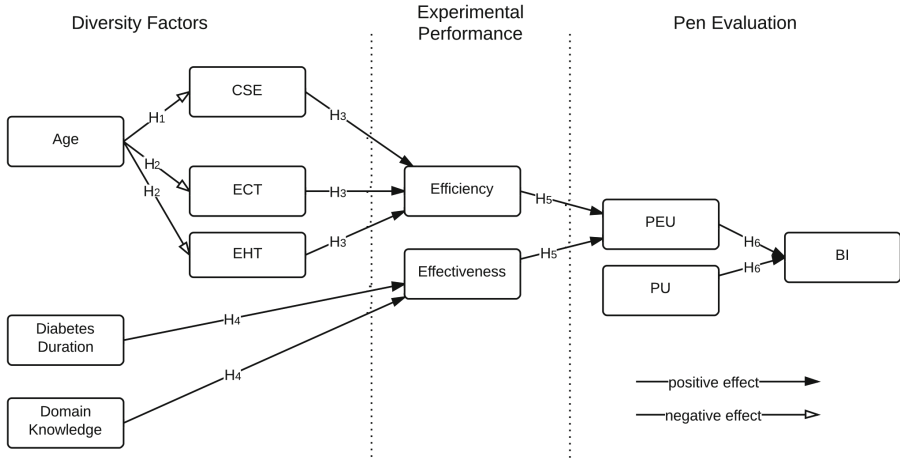 Diversity Factors
Experimental
Performance
Pen Evaluation
CSE
Age
H1
H3
H2
ECT
H3
Efficiency
H2
H5
PEU
EHT
H3
H6
BI
Effectiveness
H5
H6
PU
Diabetes
Duration
H4
H4
positive effect
negative effect
Domain
Knowledge